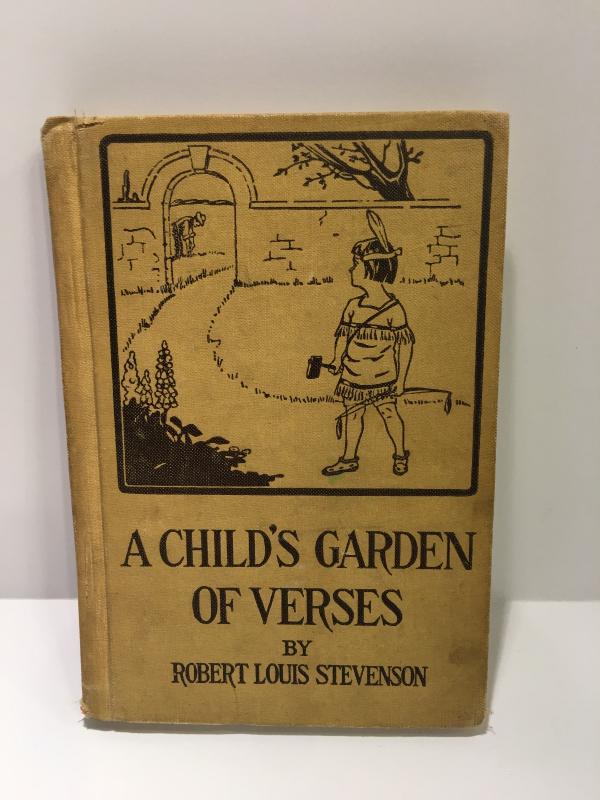 A CHILD'S GARDEN
OF VERSES
BY
ROBERT LOUIS STEVENSON